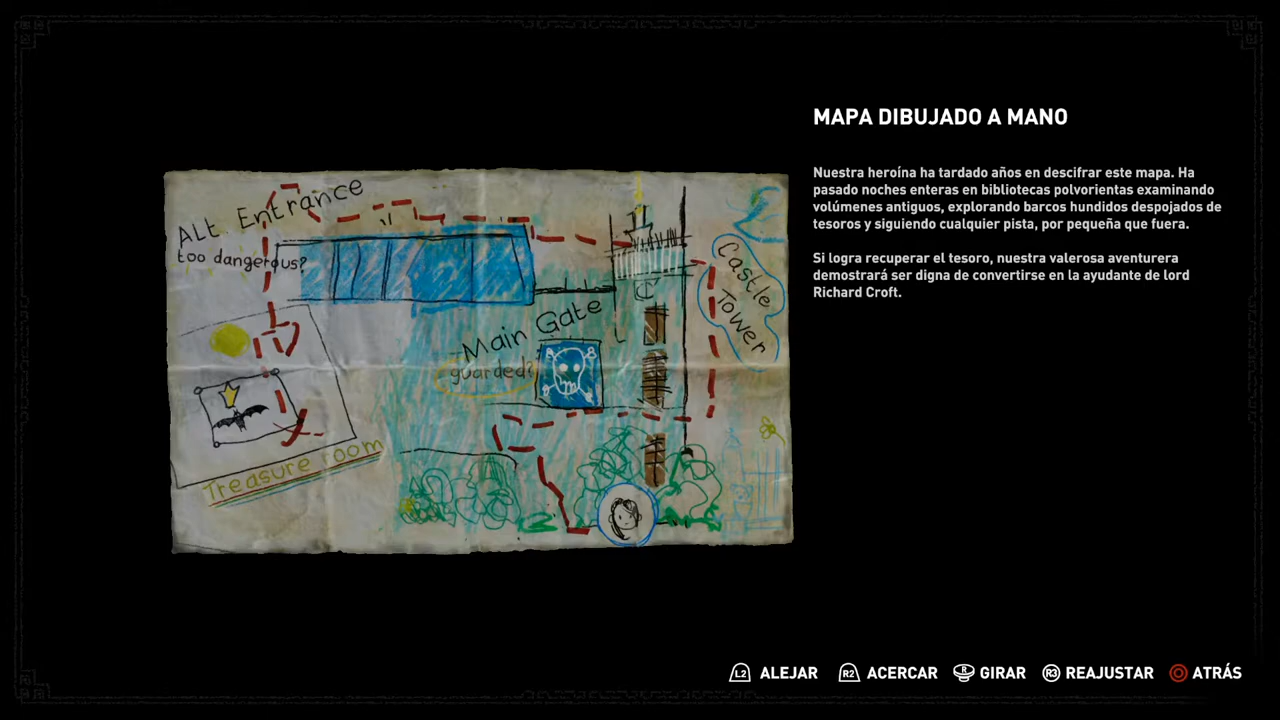 MAPA DIBUJADO A MANO
Nuestra heroína ha tardado años en descifrar este mapa. Ha
pasado noches enteras en bibliotecas polvorientas examinando
volúmenes antiguos, explorando barcos hundidos despojados de
tesoros y siguiendo cualquier pista, por pequeña que fuera.
Si logra recuperar el tesoro, nuestra valerosa aventurera
demostrará ser digna de convertirse en la ayudante de lord
Richard Croft.
ALt. Entrance
too dangerous?
Castle
Tower
Main Gate
guarded?
Treasure room
L2 ALEJAR
R2 ACERCAR
R GIRAR
R3 REAJUSTAR
ATRÁS